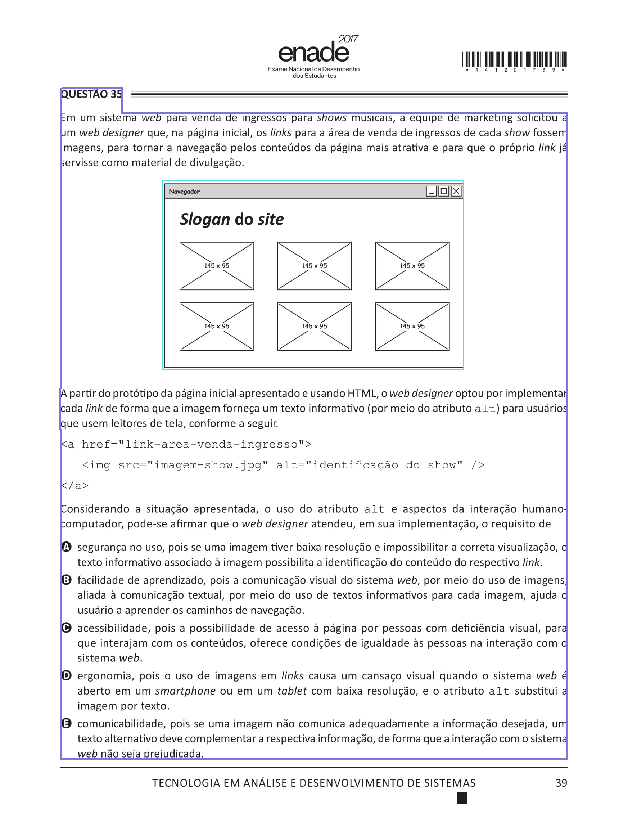 2017
enade
Exame Nacional de Desempenho
dos Estudantes
*R4120175 9*
QUESTÃO 35
Em um sistema web para venda de ingressos para shows musicais, a equipe de marketing solicitou a
um web designer que, na página inicial, os links para a área de venda de ingressos de cada show fossem
imagens, para tornar a navegação pelos conteúdos da página mais atrativa e para que o próprio link já
servisse como material de divulgação.
Navegador
Slogan do site
145 x 95 145 x 95 145 x 95
145 x 95 145 x 95 145 x 95
A partir do protótipo da página inicial apresentado e usando HTML, o web designer optou por implementar
cada link de forma que a imagem forneça um texto informativo (por meio do atributo alt) para usuários
que usem leitores de tela, conforme a seguir.
<a href="link-area-venda-ingresso">
<img src="imagem-show.jpg" alt="identificação do show" />
</a>
Considerando a situação apresentada, o uso do atributo alt e aspectos da interação humano-
computador, pode-se afirmar que o web designer atendeu, em sua implementação, o requisito de
A segurança no uso, pois se uma imagem tiver baixa resolução e impossibilitar a correta visualização, o
texto informativo associado à imagem possibilita a identificação do conteúdo do respectivo link.
B facilidade de aprendizado, pois a comunicação visual do sistema web, por meio do uso de imagens,
aliada à comunicação textual, por meio do uso de textos informativos para cada imagem, ajuda o
usuário a aprender os caminhos de navegação.
C acessibilidade, pois a possibilidade de acesso à página por pessoas com deficiência visual, para
que interajam com os conteúdos, oferece condições de igualdade às pessoas na interação com o
sistema web.
D ergonomia, pois o uso de imagens em links causa um cansaço visual quando o sistema web é
aberto em um smartphone ou em um tablet com baixa resolução, e o atributo alt substitui a
imagem por texto.
E comunicabilidade, pois se uma imagem não comunica adequadamente a informação desejada, um
texto alternativo deve complementar a respectiva informação, de forma que a interação com o sistema
web não seja prejudicada.
TECNOLOGIA EM ANÁLISE E DESENVOLVIMENTO DE SISTEMAS 39